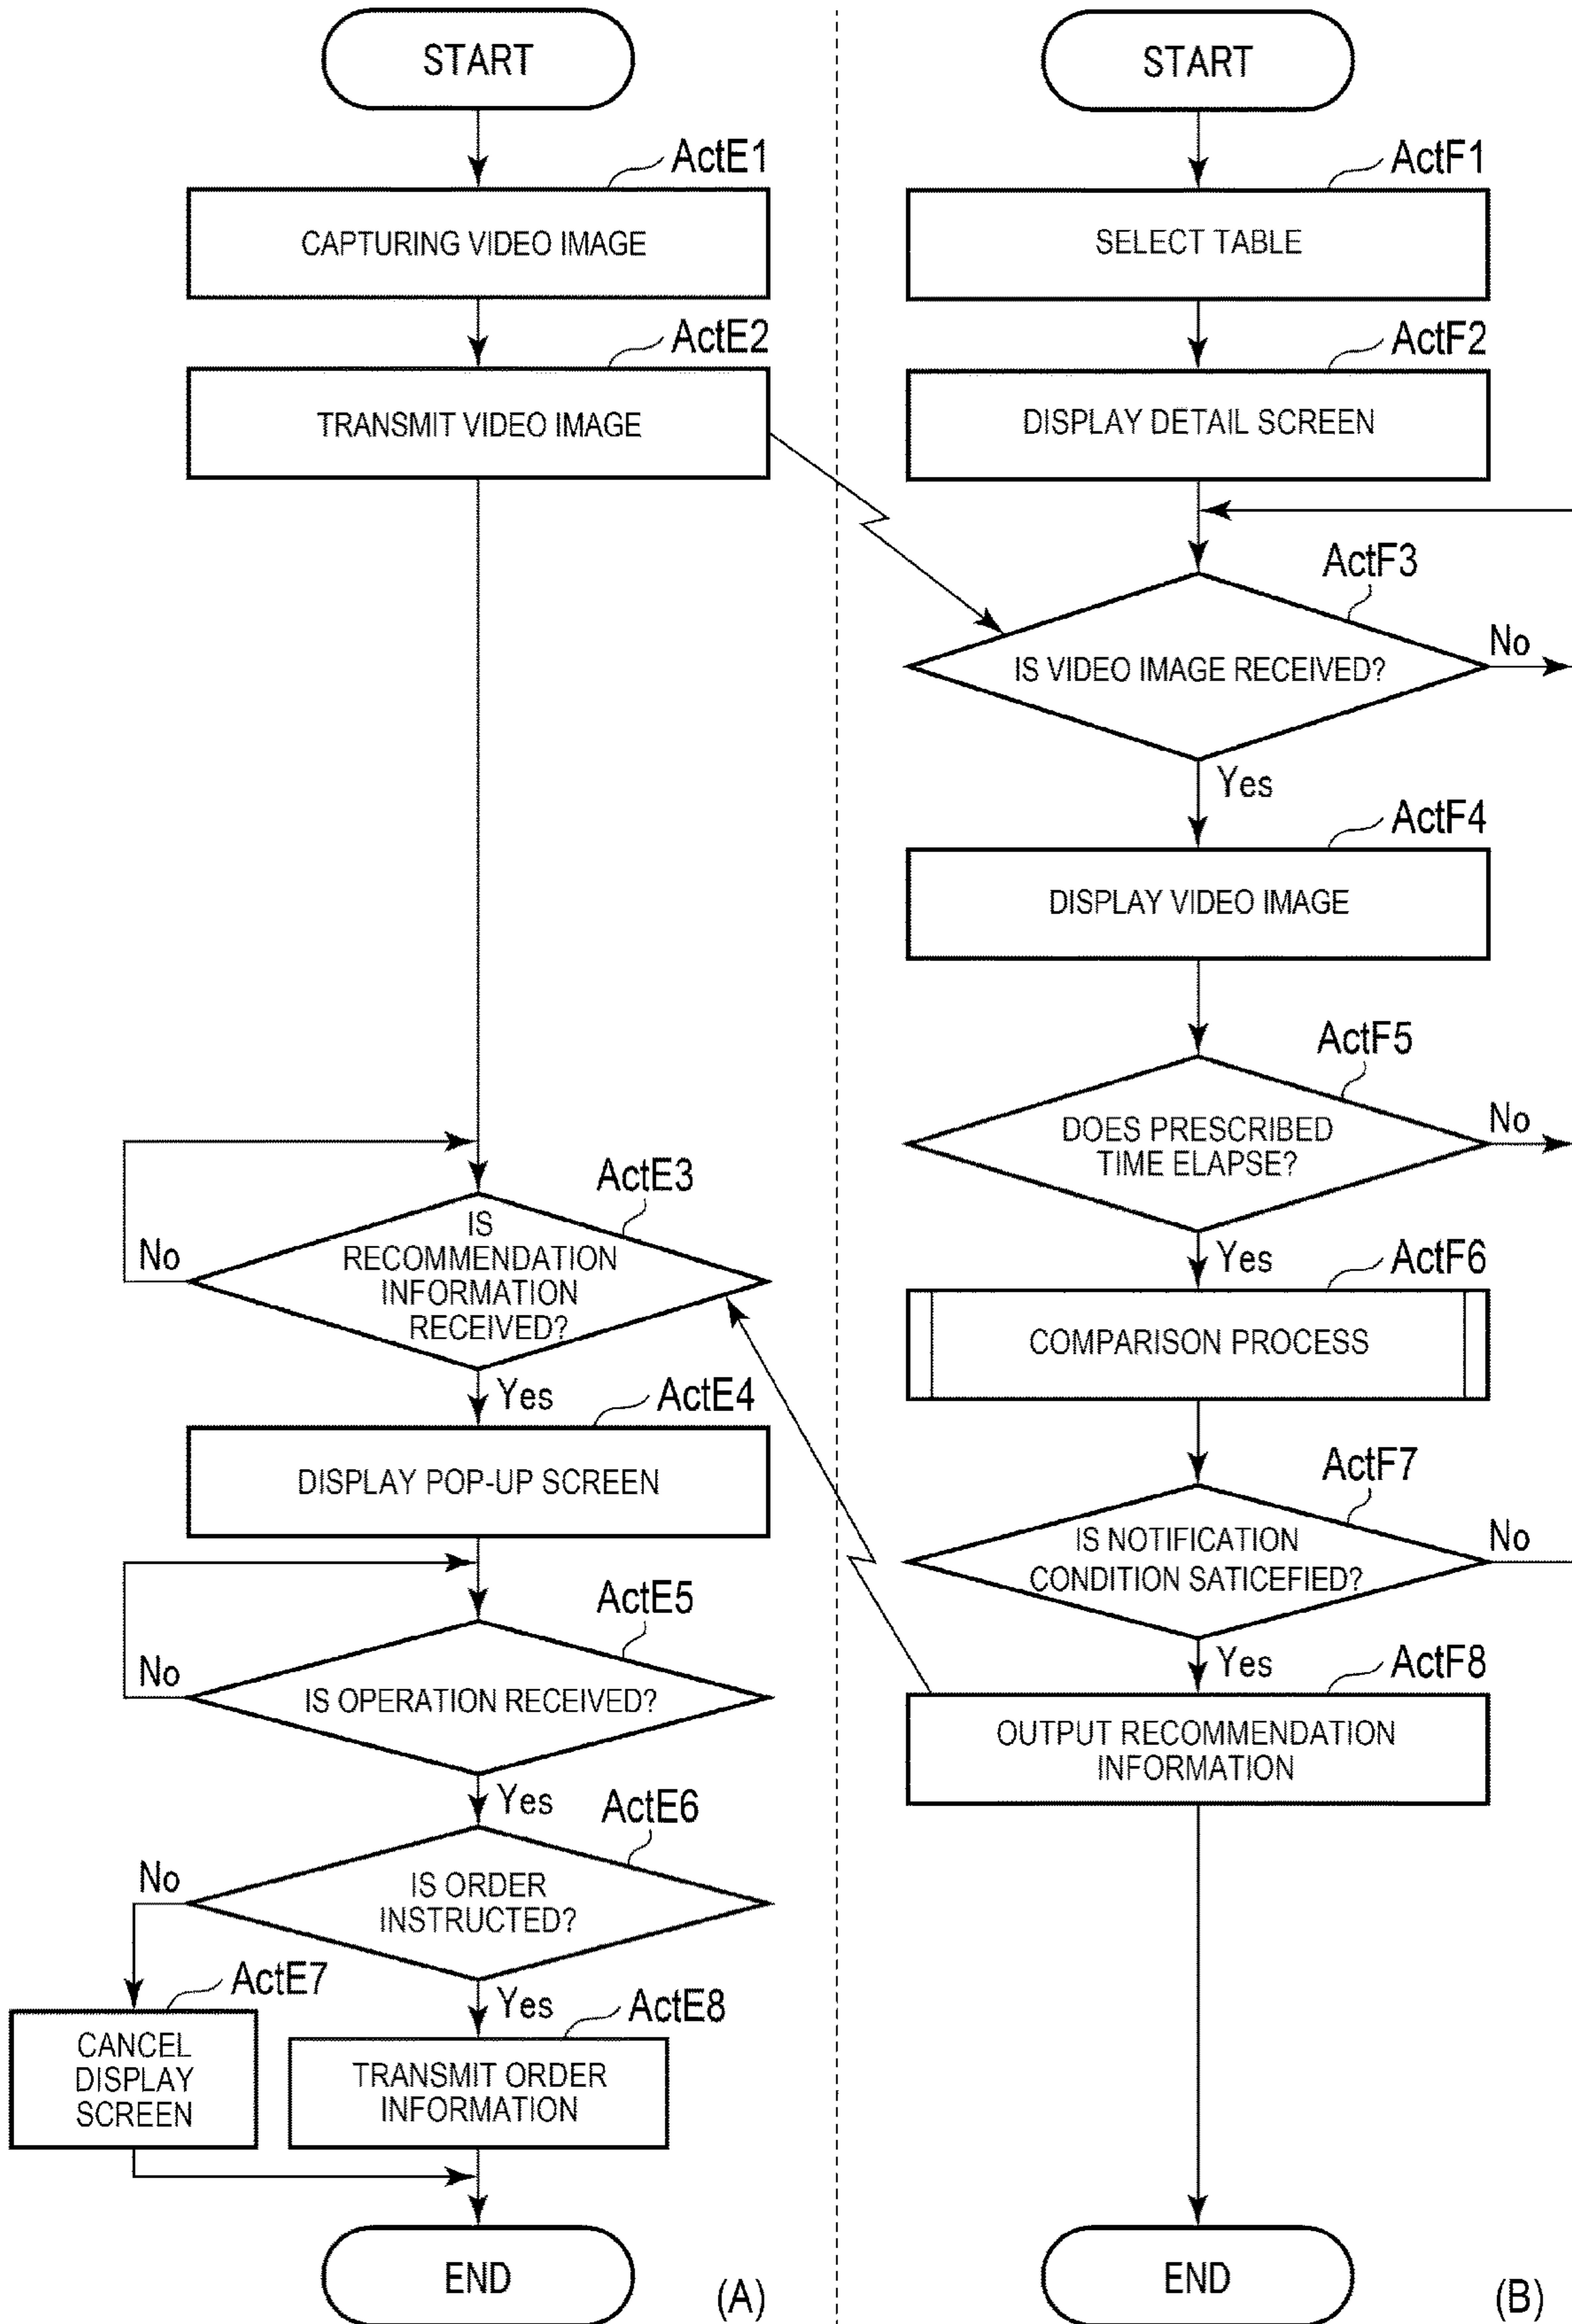 START
ActE1
CAPTURING VIDEO IMAGE
ActE2
TRANSMIT VIDEO IMAGE
ActE3
IS
RECOMMENDATION
INFORMATION
RECEIVED?
No
Yes
ActE4
DISPLAY POP-UP SCREEN
ActE5
IS OPERATION RECEIVED?
No
Yes
ActE6
IS ORDER
INSTRUCTED?
No
Yes
ActE7
CANCEL
DISPLAY
SCREEN
ActE8
TRANSMIT ORDER
INFORMATION
END
(A)
START
ActF1
SELECT TABLE
ActF2
DISPLAY DETAIL SCREEN
ActF3
IS VIDEO IMAGE RECEIVED?
No
Yes
ActF4
DISPLAY VIDEO IMAGE
ActF5
DOES PRESCRIBED
TIME ELAPSE?
No
Yes
ActF6
COMPARISON PROCESS
ActF7
IS NOTIFICATION
CONDITION SATICEFIED?
No
Yes
ActF8
OUTPUT RECOMMENDATION
INFORMATION
END
(B)